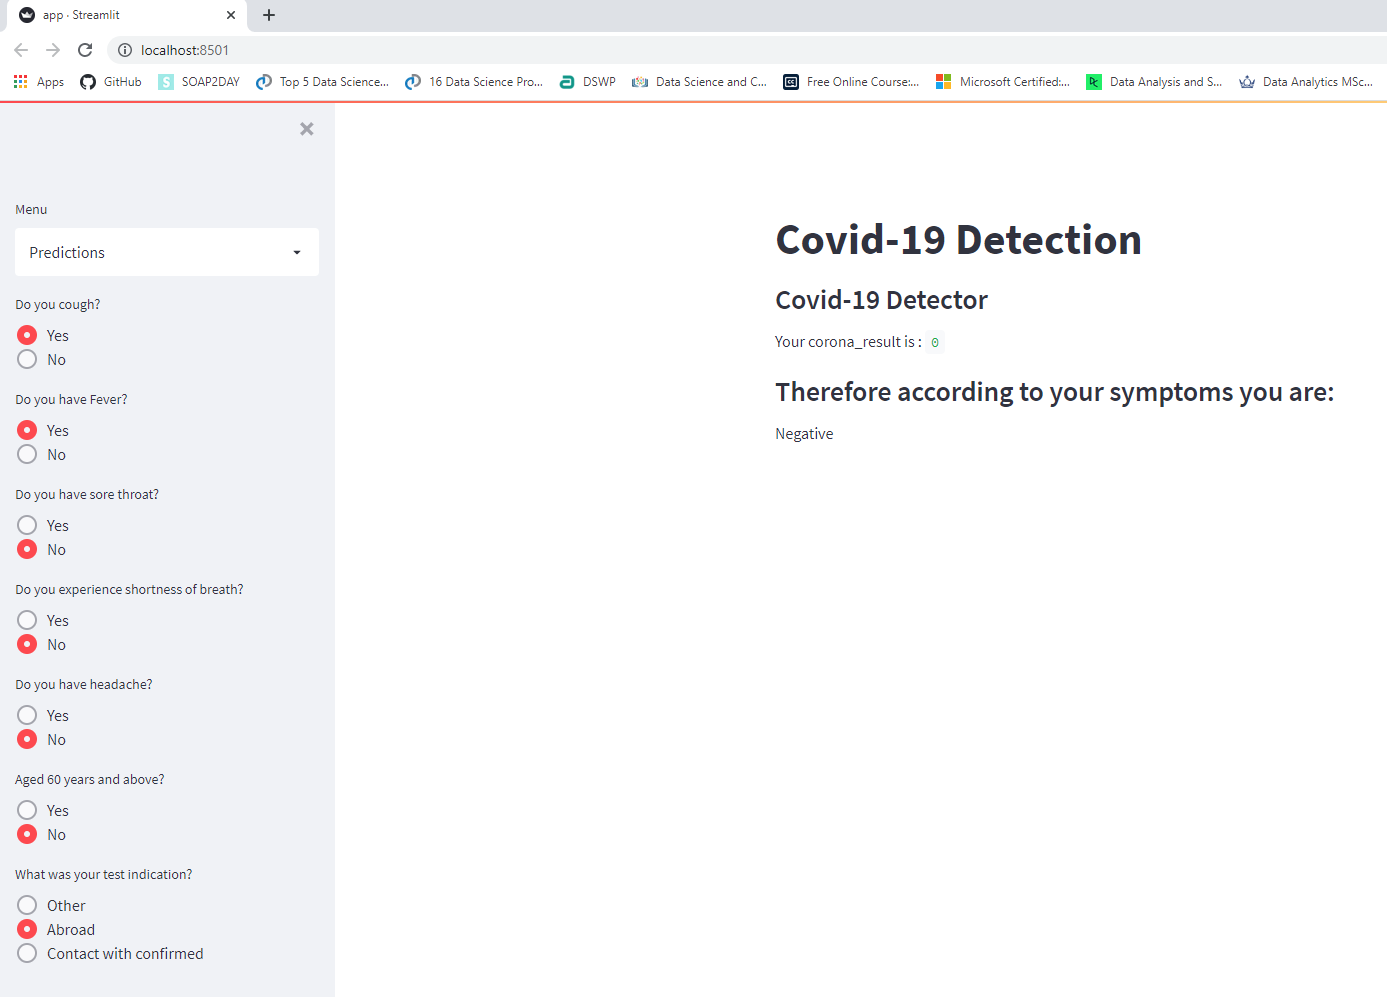 app · Streamlit
localhost:8501
Apps GitHub SOAP2DAY Top 5 Data Science... 16 Data Science Pro... DSWP Data Science and C... Free Online Course:... Microsoft Certified:... Data Analysis and S... Data Analytics MSc...
Menu
Predictions
Do you cough?
Yes
No
Do you have Fever?
Yes
No
Do you have sore throat?
Yes
No
Do you experience shortness of breath?
Yes
No
Do you have headache?
Yes
No
Aged 60 years and above?
Yes
No
What was your test indication?
Other
Abroad
Contact with confirmed
Covid-19 Detection
Covid-19 Detector
Your corona_result is : 0
Therefore according to your symptoms you are:
Negative